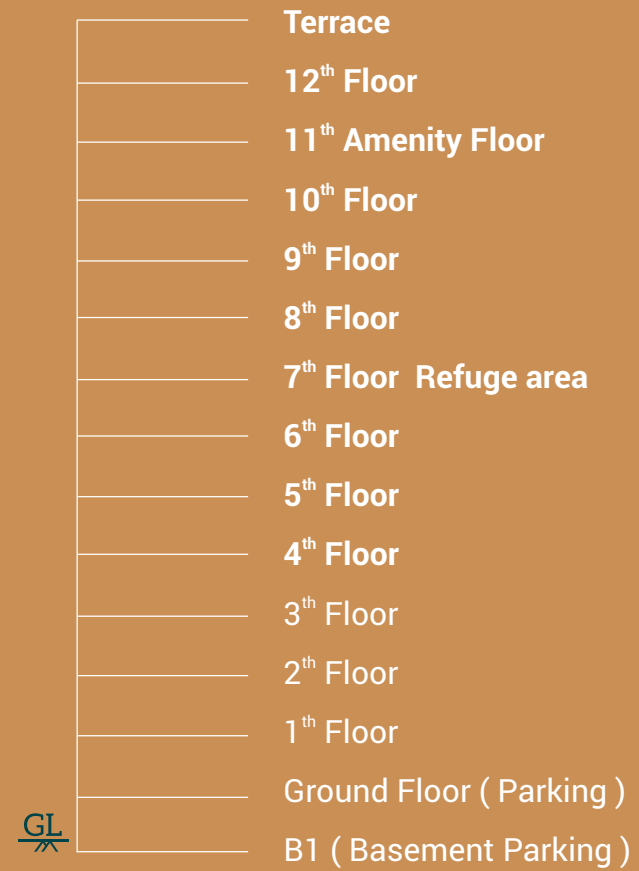 Terrace
12th Floor
11th Amenity Floor
10th Floor
9th Floor
8th Floor
7th Floor Refuge area
6th Floor
5th Floor
4th Floor
3th Floor
2th Floor
1th Floor
Ground Floor ( Parking )
GL
B1 ( Basement Parking )